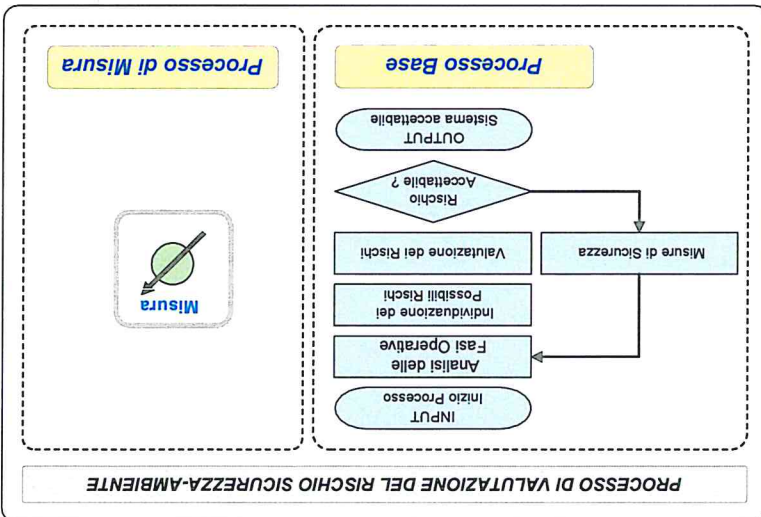 PROCESSO DI VALUTAZIONE DEL RISCHIO SICUREZZA-AMBIENTE
INPUT
Inizio Processo
Analisi delle
Fasi Operative
Individuazione dei
Possibili Rischi
Valutazione dei Rischi
Misure di Sicurezza
Rischio
Accettabile ?
OUTPUT
Sistema accettabile
Processo Base
Misura
Processo di Misura